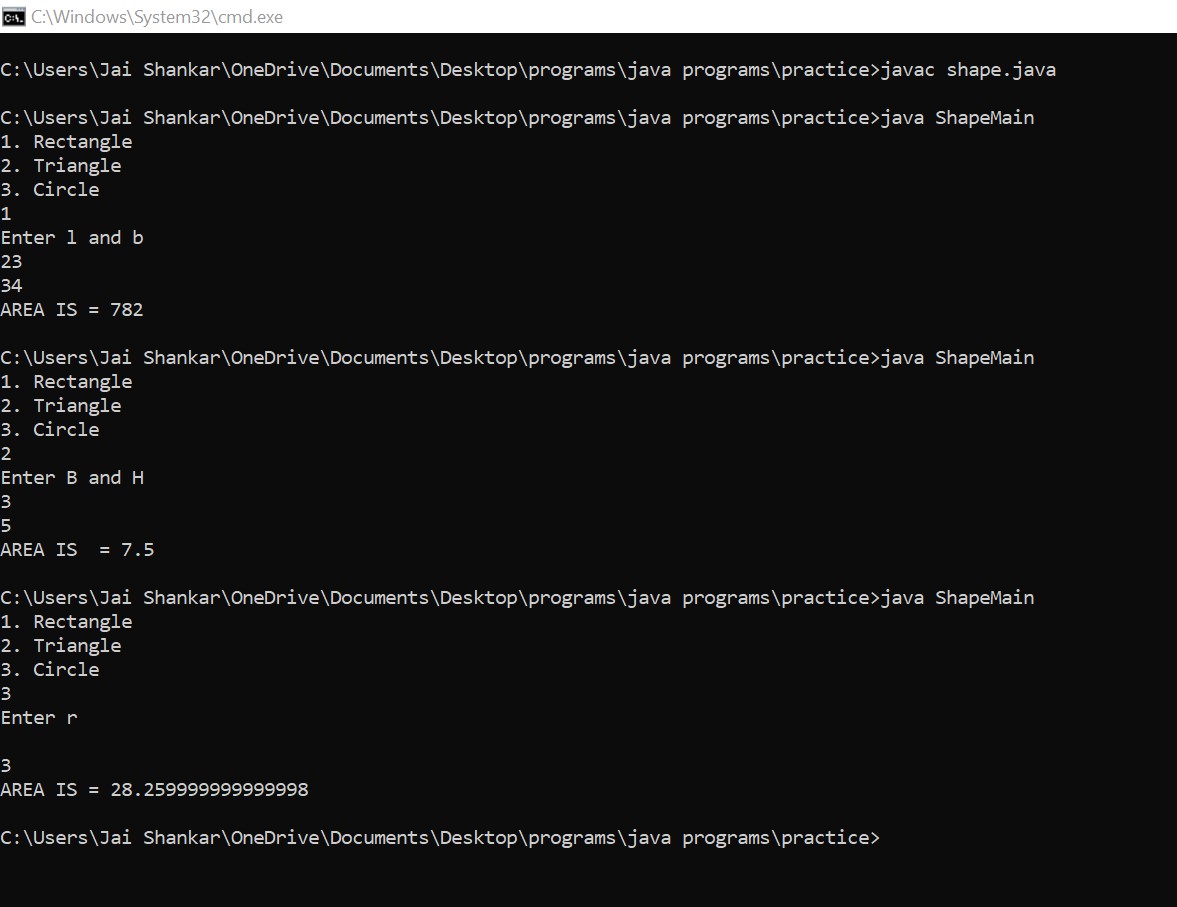 C:\Windows\System32\cmd.exe
C:\Users\Jai Shankar\OneDrive\Documents\Desktop\programs\java programs\practice>javac shape.java
C:\Users\Jai Shankar\OneDrive\Documents\Desktop\programs\java programs\practice>java ShapeMain
1. Rectangle
2. Triangle
3. Circle
1
Enter l and b
23
34
AREA IS = 782
C:\Users\Jai Shankar\OneDrive\Documents\Desktop\programs\java programs\practice>java ShapeMain
1. Rectangle
2. Triangle
3. Circle
2
Enter B and H
3
5
AREA IS  = 7.5
C:\Users\Jai Shankar\OneDrive\Documents\Desktop\programs\java programs\practice>java ShapeMain
1. Rectangle
2. Triangle
3. Circle
3
Enter r
3
AREA IS = 28.259999999999998
C:\Users\Jai Shankar\OneDrive\Documents\Desktop\programs\java programs\practice>